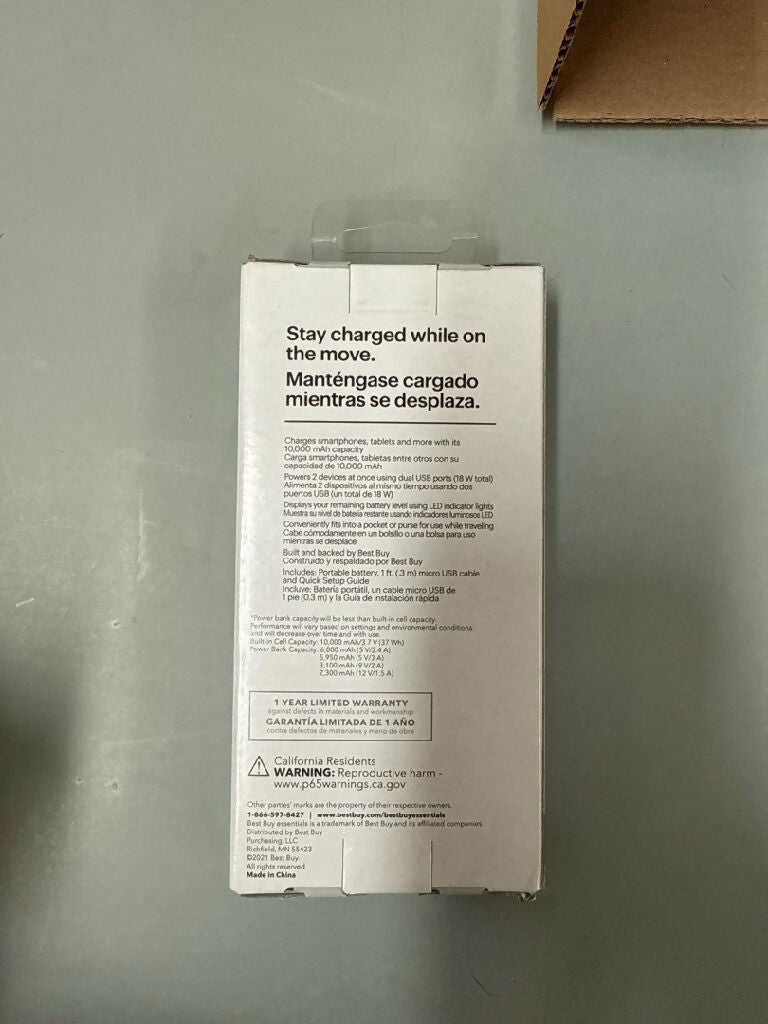 Stay charged while on
the move.
Manténgase cargado
mientras se desplaza.
Charges smartphones, tablets and more with its
10,000 mAh capacity
Carga smartphones, tabletas entre otros con su
capacidad de 10,000 mAh
Powers 2 devices at once using dual USB ports (18 W total)
Alimenta 2 dispositivos al mismo tiempo usando dos
puertos USB (un total de 18 W)
Displays your remaining battery level using LED indicator lights
Muestra su nivel de batería restante usando indicadores luminosos LED
Conveniently fits into a pocket or purse for use while traveling
Cabe cómodamente en un bolsillo o una bolsa para uso
mientras se desplace
Built and backed by Best Buy
Construido y respaldado por Best Buy
Includes: Portable battery, 1 ft. (.3 m) micro USB cable
and Quick Setup Guide
Incluye: Batería portátil, un cable micro USB de
1 pie (0.3 m) y la Guía de instalación rápida
*Power bank capacity will be less than built-in cell capacity.
Performance will vary based on settings and environmental conditions
and will decrease over time and with use.
Built-in Cell Capacity: 10,000 mAh/3.7 V (37 Wh)
Power Bank Capacity: 6,000 mAh (5 V/2.4 A)
5,950 mAh (5 V/3 A)
3,100 mAh (9 V/2 A)
2,300 mAh (12 V/1.5 A)
1 YEAR LIMITED WARRANTY
against defects in materials and workmanship
GARANTÍA LIMITADA DE 1 AÑO
contra defectos de materiales y mano de obra
California Residents
WARNING: Reproductive harm -
www.p65warnings.ca.gov
Other parties' marks are the property of their respective owners.
1-866-597-8427 | www.bestbuy.com/bestbuyessentials
Best Buy essentials is a trademark of Best Buy and its affiliated companies.
Distributed by Best Buy
Purchasing, LLC
Richfield, MN 55423
©2021 Best Buy.
All rights reserved
Made in China